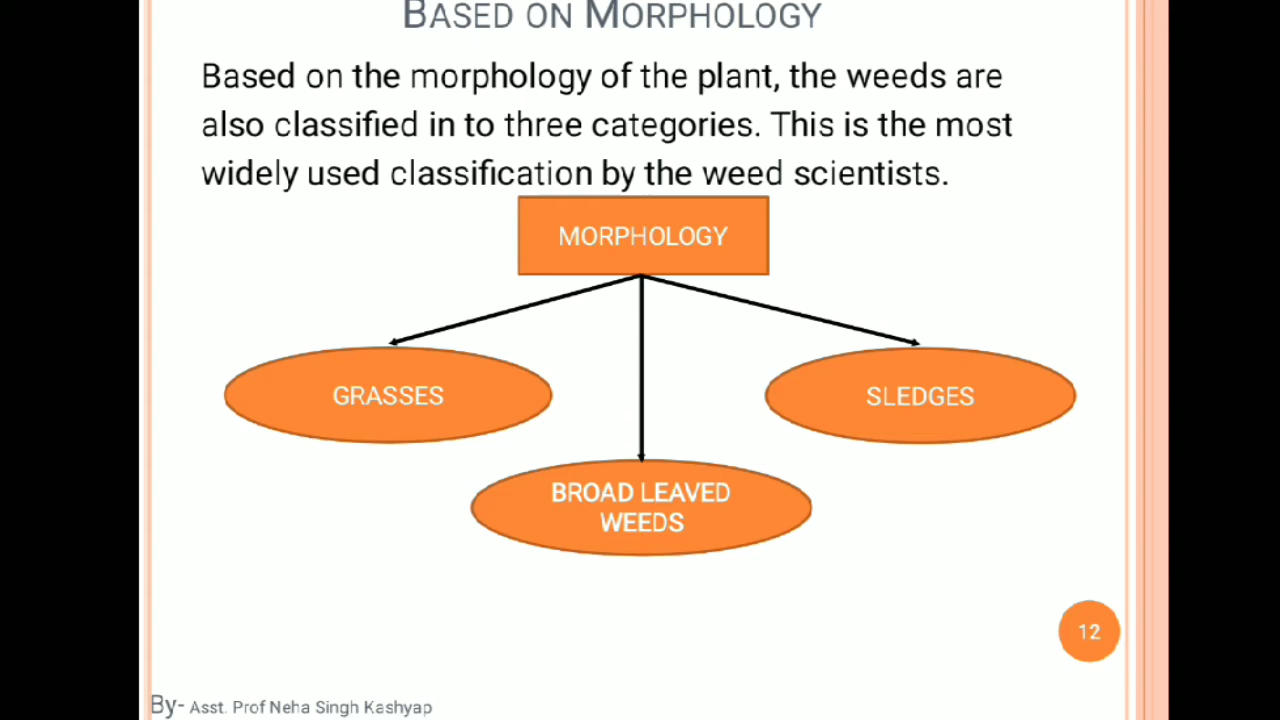 BASED ON MORPHOLOGY
Based on the morphology of the plant, the weeds are
also classified in to three categories. This is the most
widely used classification by the weed scientists.
MORPHOLOGY
GRASSES
SLEDGES
BROAD LEAVED
WEEDS
12
By- Asst. Prof Neha Singh Kashyap